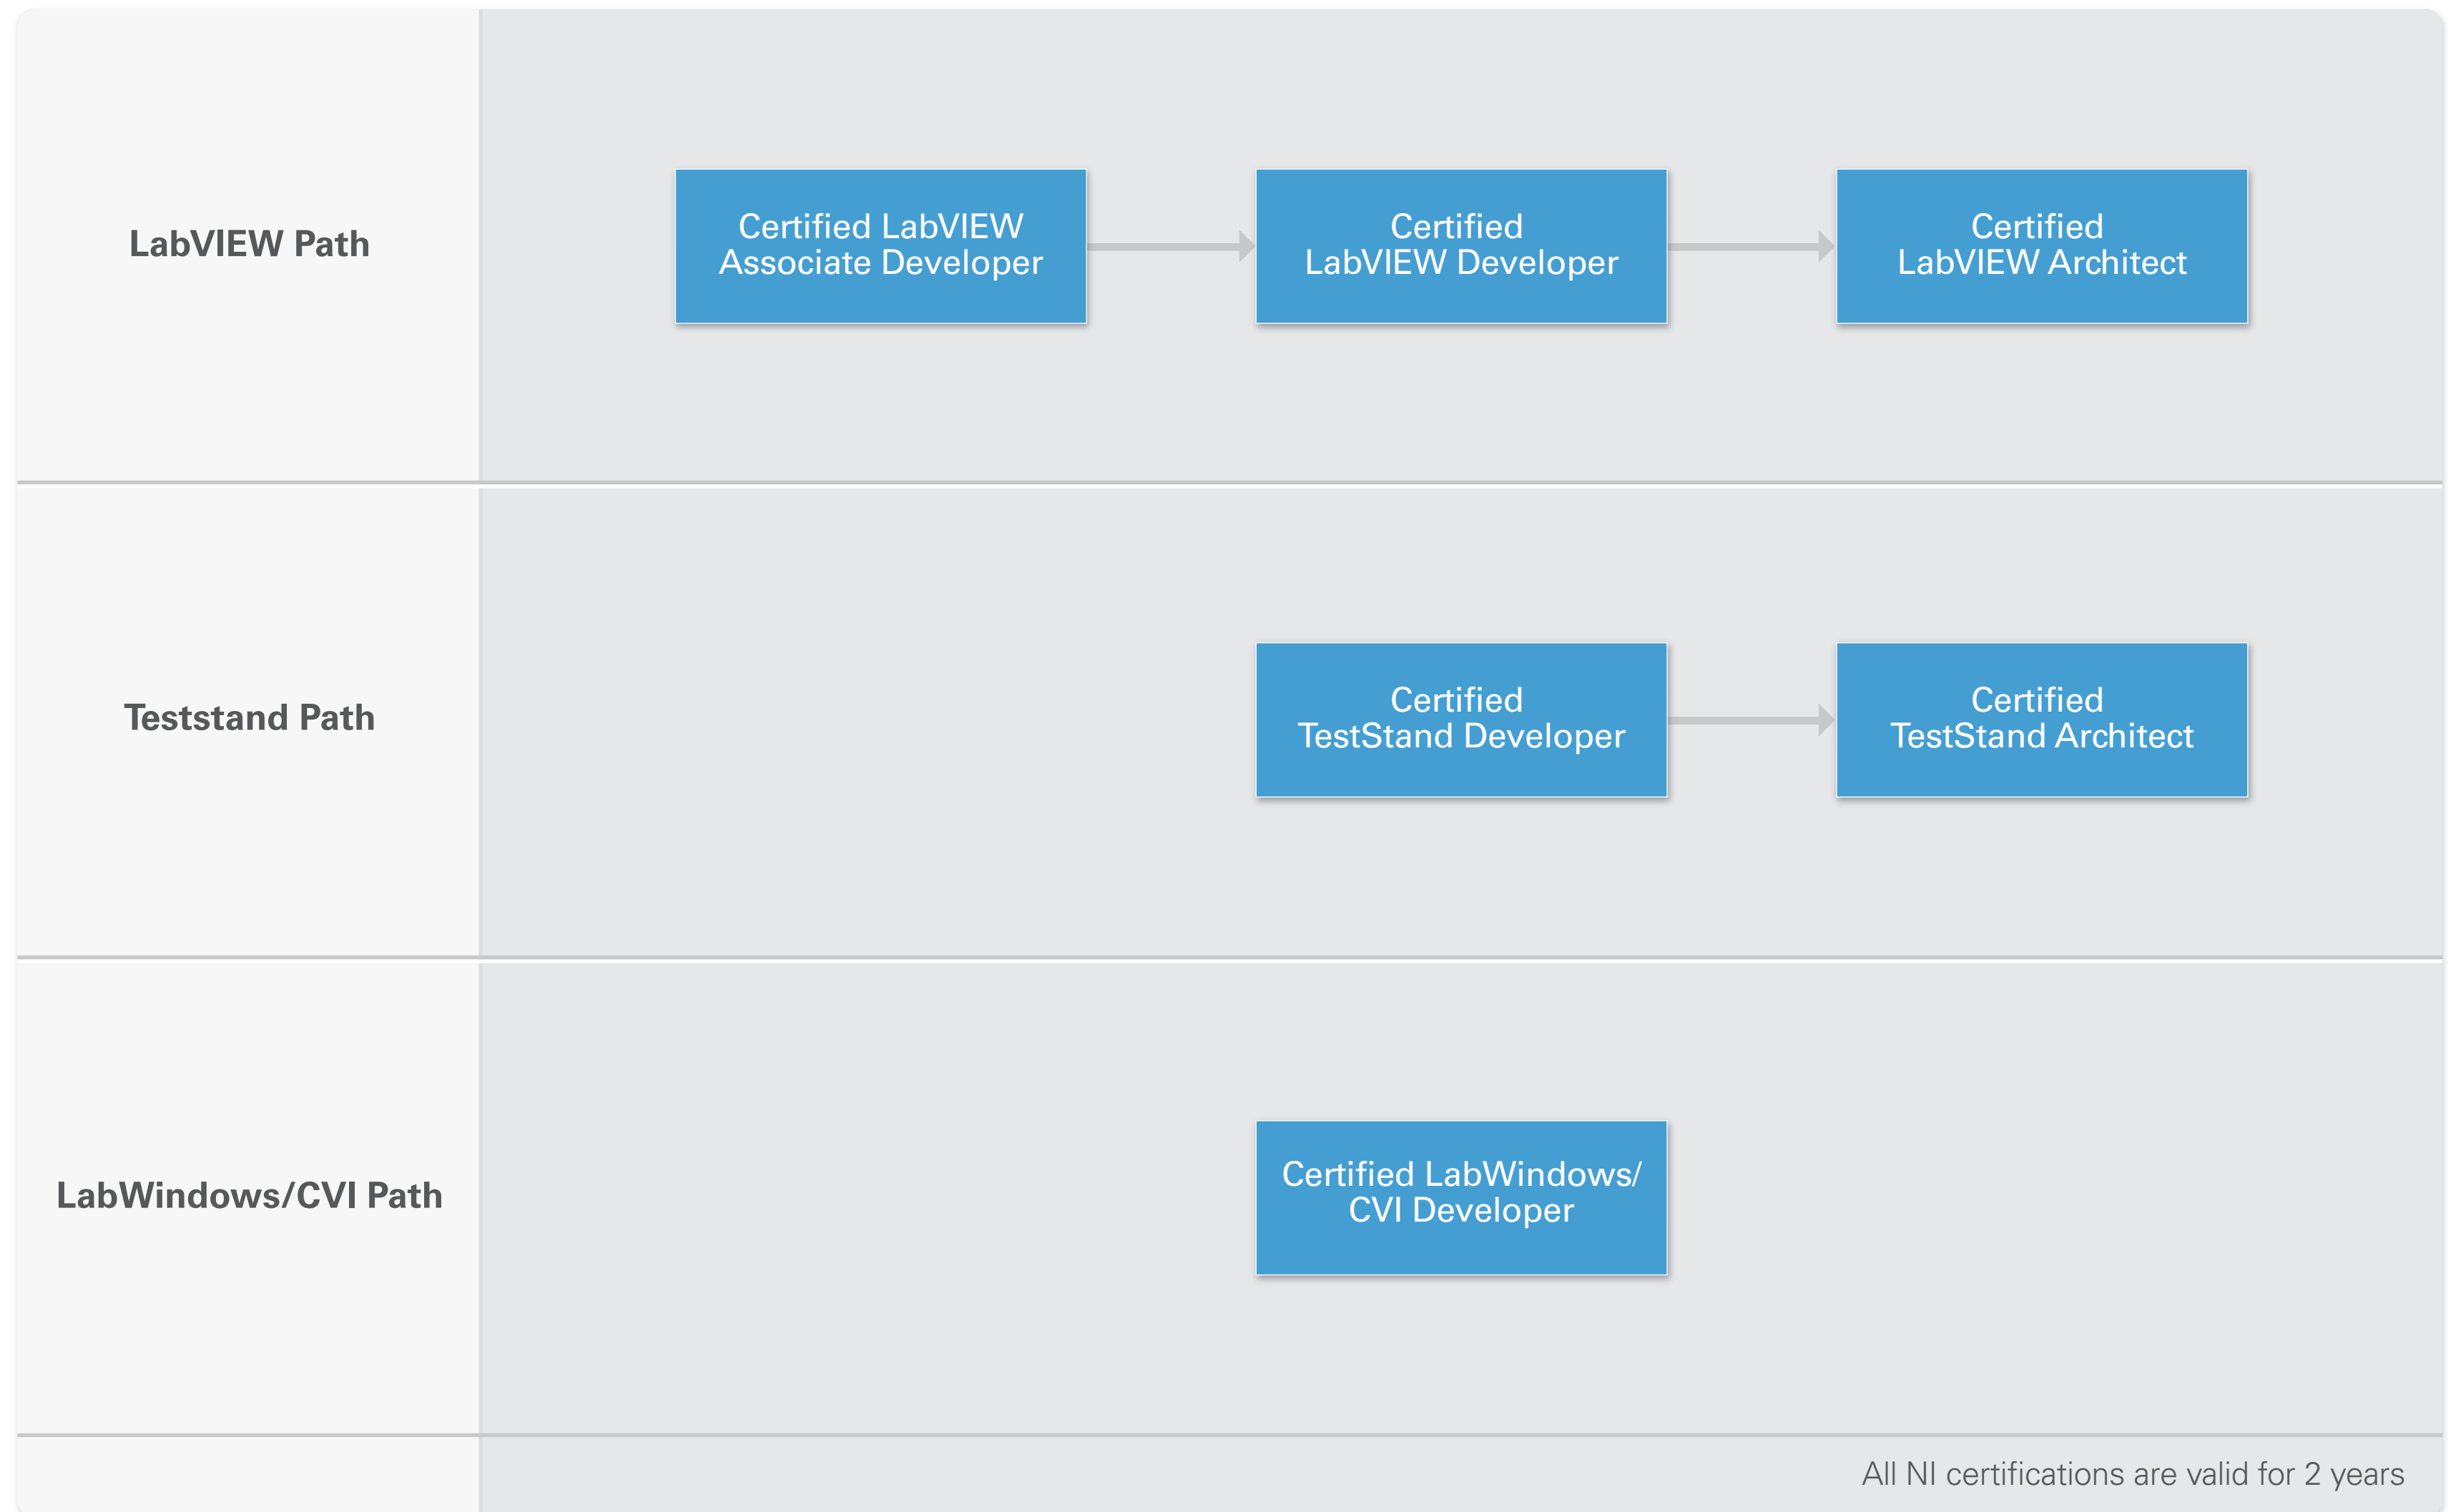 LabVIEW Path
Certified LabVIEW
Associate Developer
Certified
LabVIEW Developer
Certified
LabVIEW Architect
Teststand Path
Certified
TestStand Developer
Certified
TestStand Architect
LabWindows/CVI Path
Certified LabWindows/
CVI Developer
All NI certifications are valid for 2 years